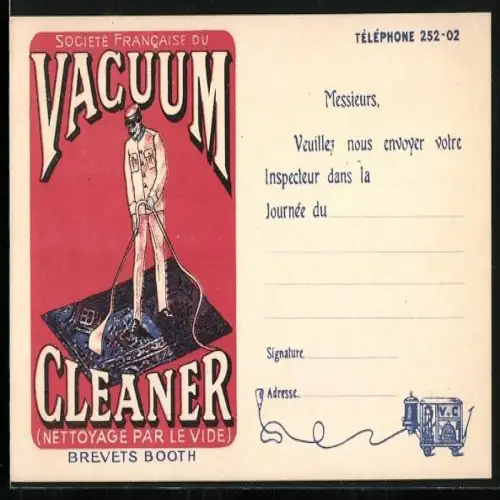 SOCIÉTÉ FRANÇAISE DU
VACUUM
CLEANER
(NETTOYAGE PAR LE VIDE)
BREVETS BOOTH
TÉLÉPHONE 252-02
Messieurs,
Veuillez nous envoyer votre
Inspecteur dans la
Journée du
Signature
Adresse.
V.C